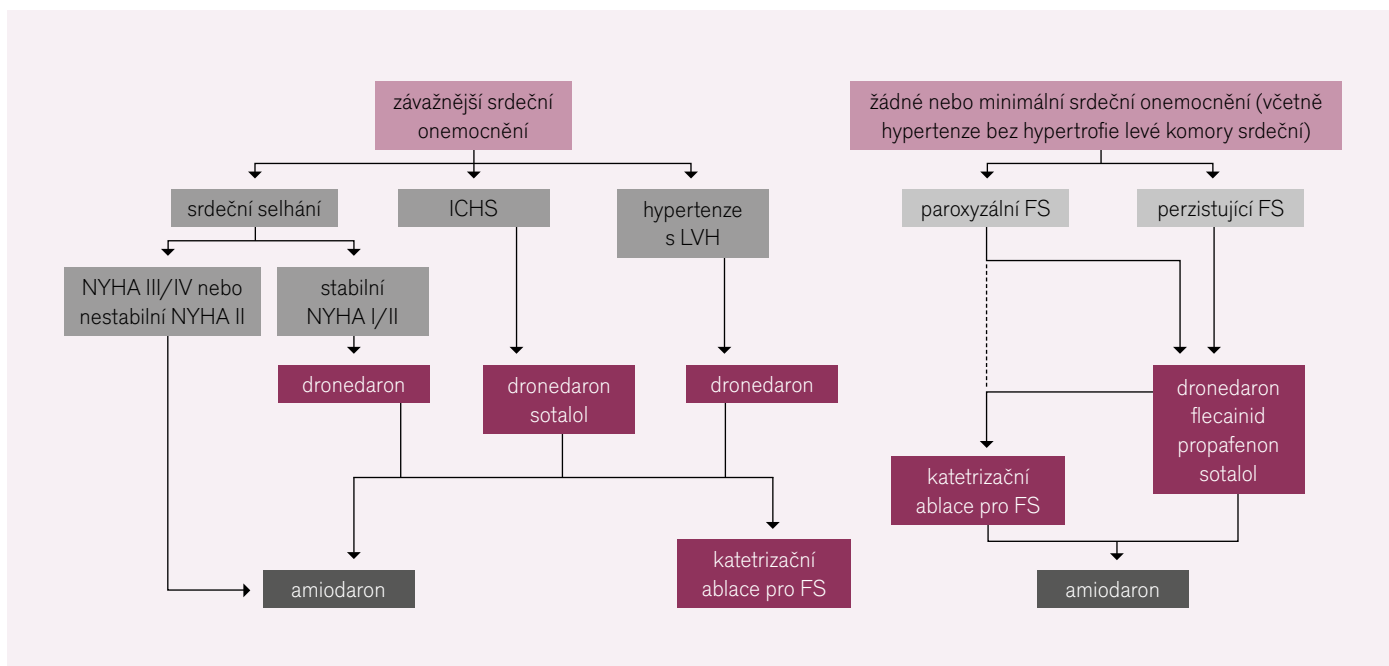 závažnější srdeční
onemocnění
žádné nebo minimální srdeční onemocnění (včetně
hypertenze bez hypertrofie levé komory srdeční)
srdeční selhání
ICHS
hypertenze
s LVH
paroxyzální FS
perzistující FS
NYHA III/IV nebo
nestabilní NYHA II
stabilní
NYHA I/II
dronedaron
dronedaron
sotalol
dronedaron
dronedaron
flecainid
propafenon
sotalol
katetrizační
ablace pro FS
amiodaron
katetrizační
ablace pro FS
amiodaron